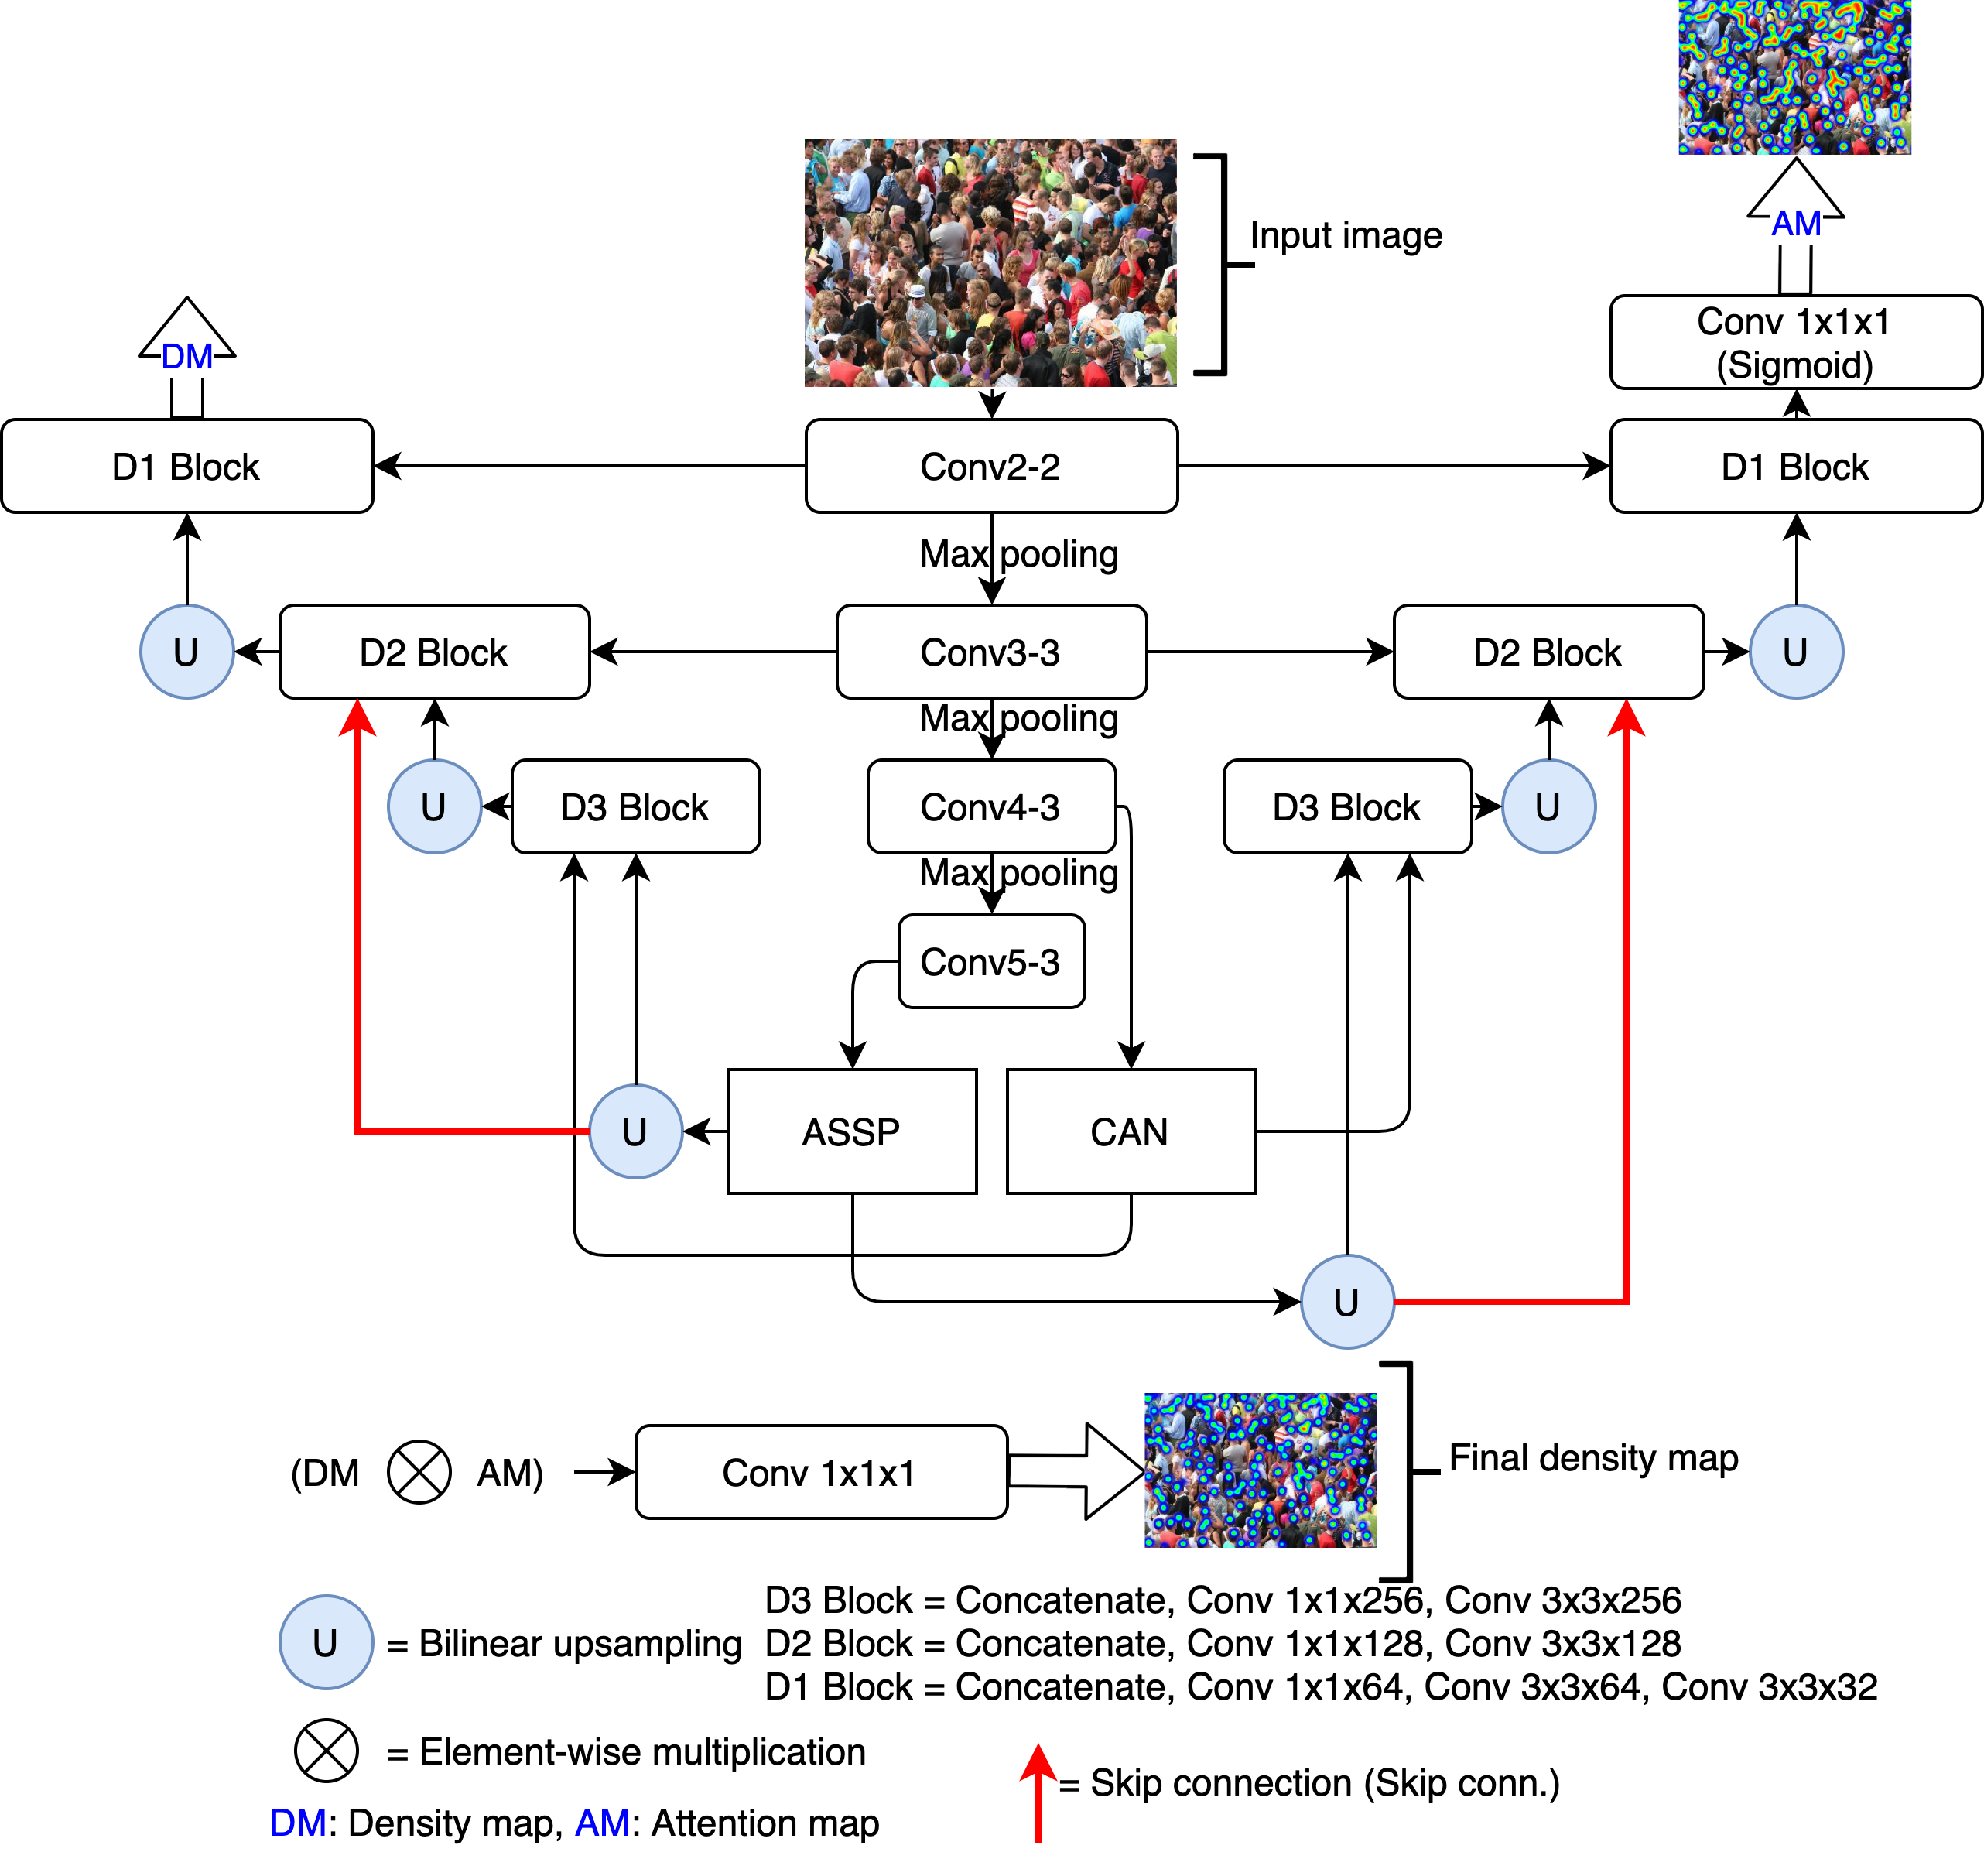 AM
Input image
Conv 1x1x1
(Sigmoid)
DM
D1 Block
Conv2-2
D1 Block
Max pooling
U
D2 Block
Conv3-3
D2 Block
U
Max pooling
U
D3 Block
Conv4-3
D3 Block
U
Max pooling
Conv5-3
U
ASSP
CAN
U
(DM
AM)
Conv 1x1x1
Final density map
U
= Bilinear upsampling
D3 Block = Concatenate, Conv 1x1x256, Conv 3x3x256
D2 Block = Concatenate, Conv 1x1x128, Conv 3x3x128
D1 Block = Concatenate, Conv 1x1x64, Conv 3x3x64, Conv 3x3x32
= Element-wise multiplication
= Skip connection (Skip conn.)
DM: Density map, AM: Attention map